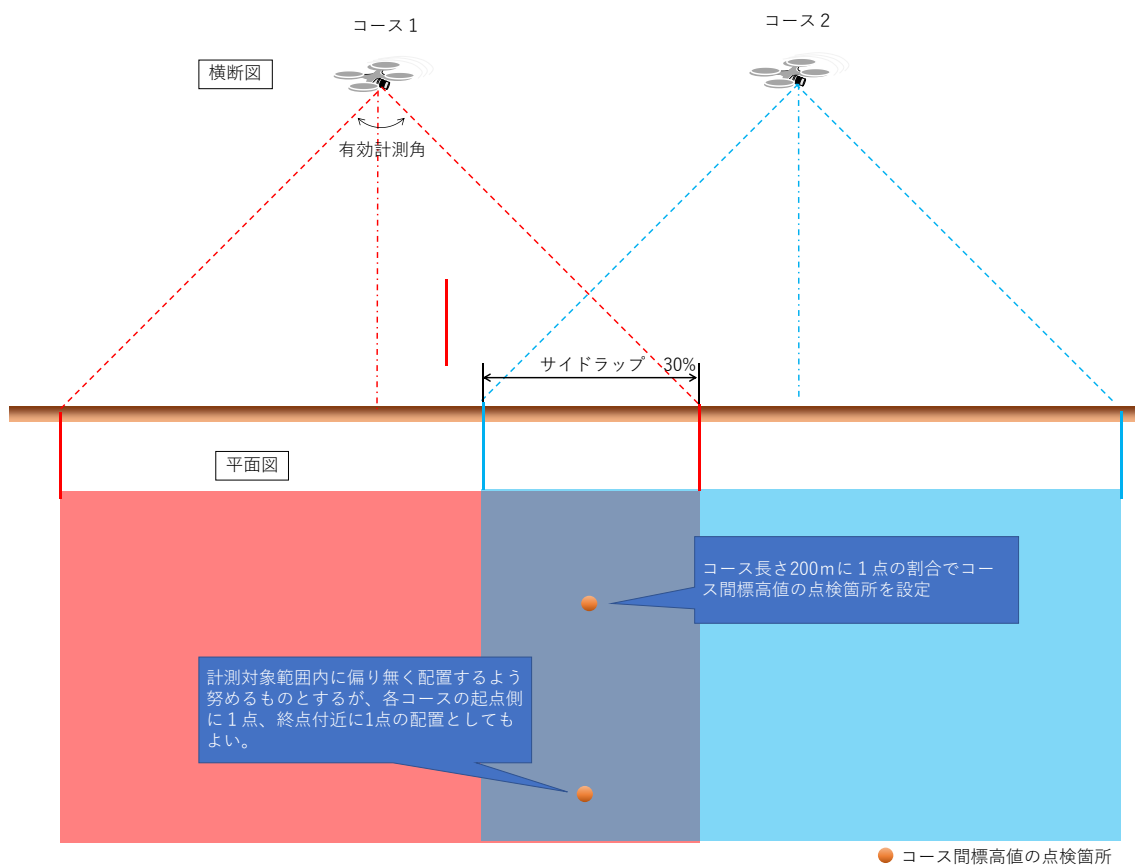 コース１
コース２
横断図
有効計測角
サイドラップ　30%
平面図
コース長さ200ｍに１点の割合でコー
ス間標高値の点検箇所を設定
計測対象範囲内に偏り無く配置するよう
努めるものとするが、各コースの起点側
に１点、終点付近に1点の配置としても
よい。
コース間標高値の点検箇所